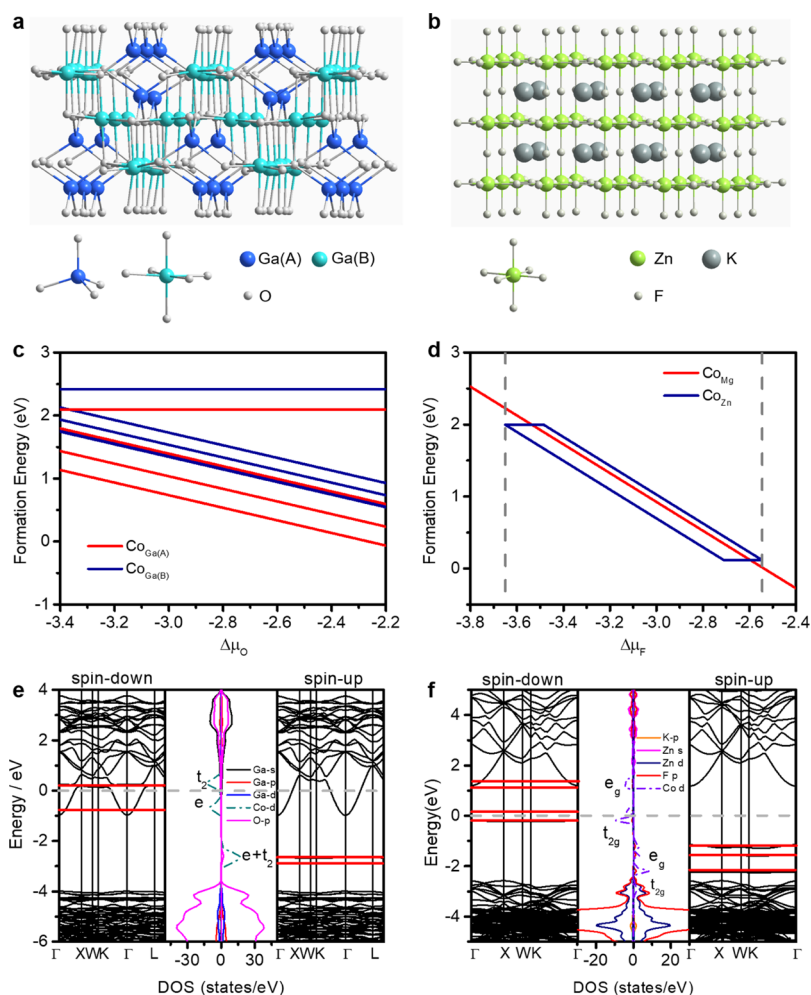 a
b
Ga(A) Ga(B)
O
Zn K
F
c
d
Formation Energy (eV)
3
2
1
0
-1
Co_Ga(A)
Co_Ga(B)
-3.4 -3.2 -3.0 -2.8 -2.6 -2.4 -2.2
Δμ_O
Formation Energy (eV)
3
2
1
0
Co_Mg
Co_Zn
-3.8 -3.6 -3.4 -3.2 -3.0 -2.8 -2.6 -2.4
Δμ_F
e
spin-down
spin-up
Energy / eV
4
2
0
-2
-4
-6
t₂
e
e+t₂
Ga-s
Ga-p
Ga-d
Co-d
O-p
Γ XWK Γ L
-30 0 30
Γ XWK Γ L
DOS (states/eV)
f
spin-down
spin-up
Energy(eV)
4
2
0
-2
-4
K-p
Zn s
Zn d
F p
Co d
e_g
t_2g
e_g
t_2g
Γ X WK Γ
-20 0 20
Γ X WK Γ
DOS (states/eV)